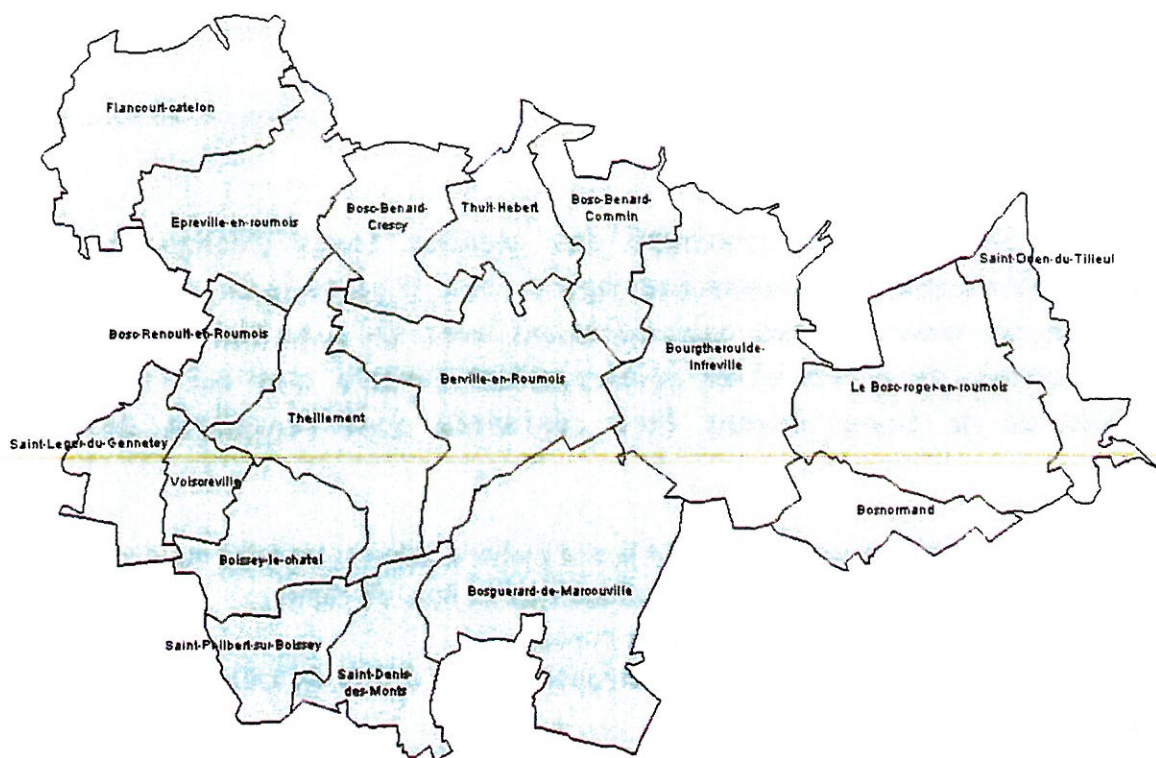 Flancourt-catelon
Epreville-en-roumois
Bosc-Benard-
Crescy
Thuit-Hebert
Bosc-Benard-
Commin
Saint-Ouen-du-Tilleul
Bosc-Renoult-en-Roumois
Bourgtheroulde-
Infreville
Berville-en-Roumois
Le Bosc-roger-en-roumois
Theillement
Saint-Leger-du-Gennetey
Voiscreville
Bosnormand
Boissey-le-chatel
Bosguerard-de-Marcouville
Saint-Philbert-sur-Boissey
Saint-Denis-
des-Monts